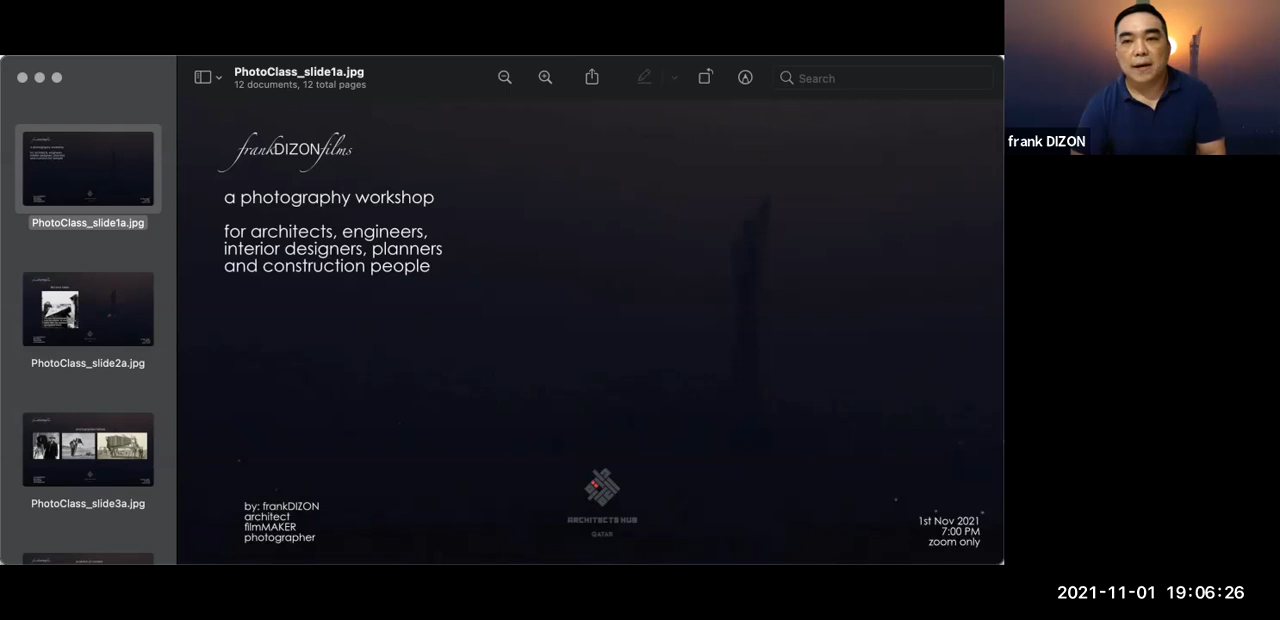 PhotoClass_slide1a.jpg
12 documents, 12 total pages
Search
PhotoClass_slide1a.jpg
PhotoClass_slide2a.jpg
PhotoClass_slide3a.jpg
frankDIZONfilms
a photography workshop
for architects, engineers,
interior designers, planners
and construction people
by: frankDIZON
architect
filmMAKER
photographer
ARCHITECTS HUB
QATAR
1st Nov 2021
7:00 PM
zoom only
frank DIZON
2021-11-01 19:06:26